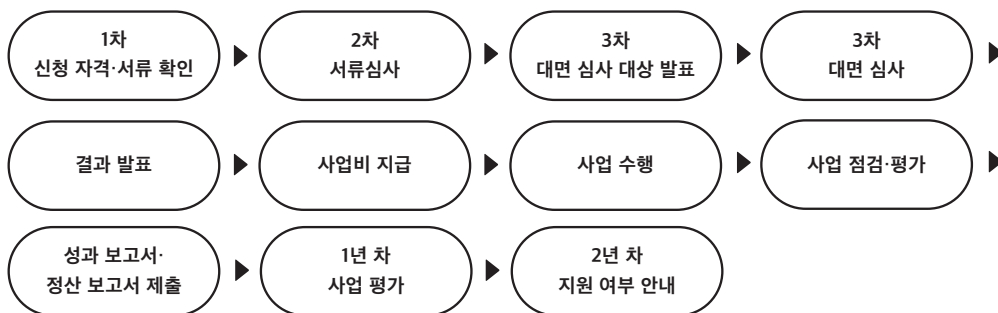 1차
신청 자격·서류 확인
2차
서류심사
3차
대면 심사 대상 발표
3차
대면 심사
결과 발표
사업비 지급
사업 수행
사업 점검·평가
성과 보고서·
정산 보고서 제출
1년 차
사업 평가
2년 차
지원 여부 안내